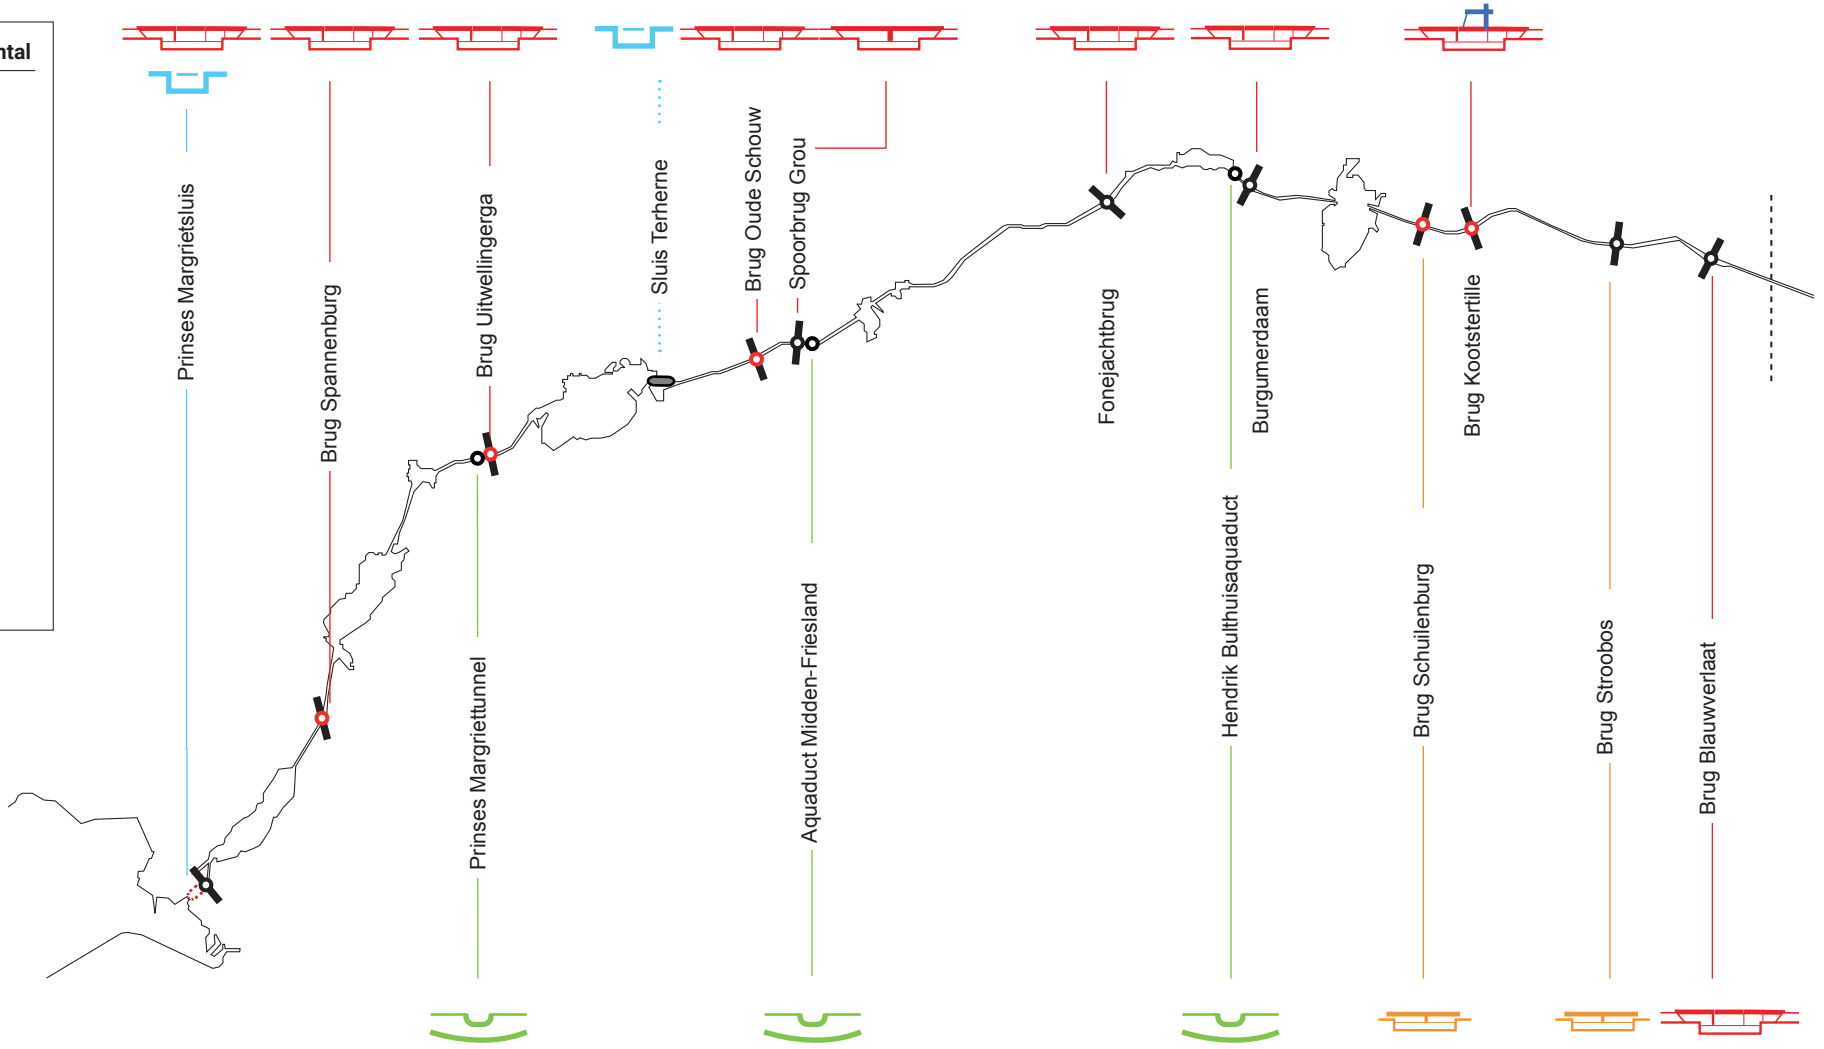 ntal
Prinses Margrietsluis
Brug Spannenburg
Brug Uitwellingerga
Sluis Terherne
Brug Oude Schouw
Spoorbrug Grou
Fonejachtbrug
Burgumerdaam
Brug Kootstertille
Prinses Margriettunnel
Aquaduct Midden-Friesland
Hendrik Bulthuisaquaduct
Brug Schuilenburg
Brug Stroobos
Brug Blauwverlaat